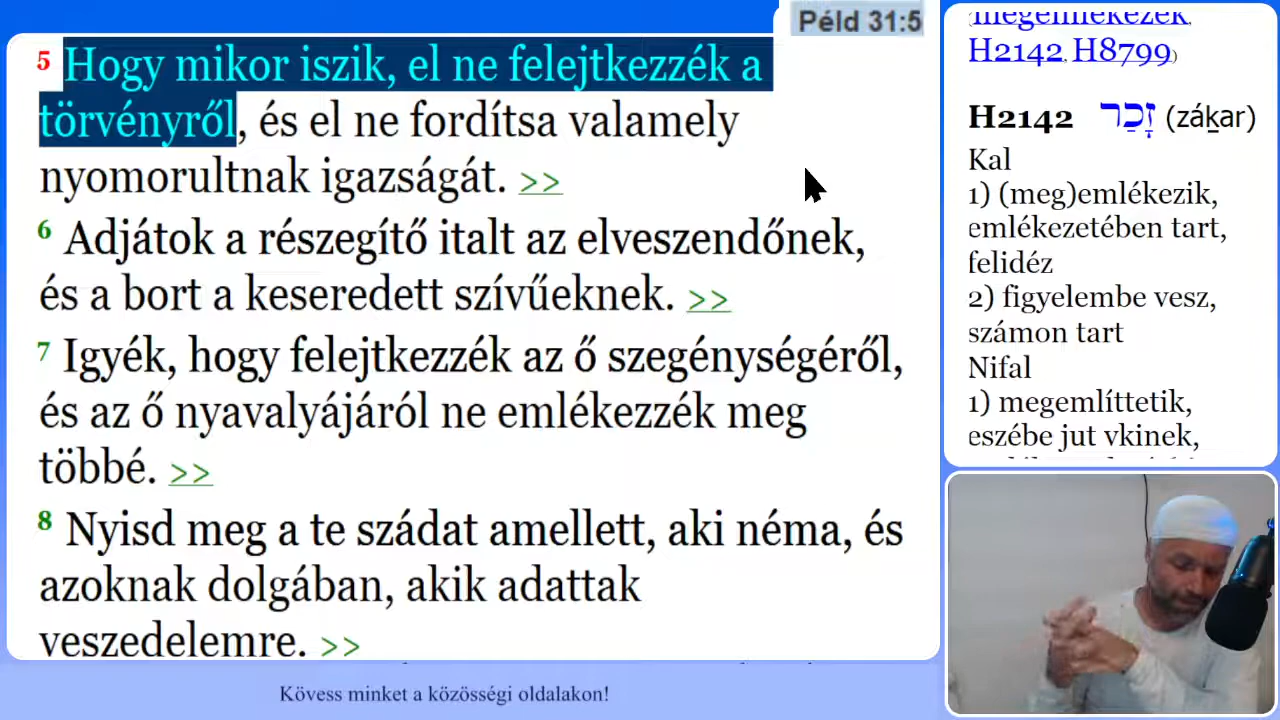 Péld 31:5
5 Hogy mikor iszik, el ne felejtkezzék a
törvényről, és el ne fordítsa valamely
nyomorultnak igazságát. >>
6 Adjátok a részegítő italt az elveszendőnek,
és a bort a keseredett szívűeknek. >>
7 Igyék, hogy felejtkezzék az ő szegénységéről,
és az ő nyavalyájáról ne emlékezzék meg
többé. >>
8 Nyisd meg a te szádat amellett, aki néma, és
azoknak dolgában, akik adattak
veszedelemre. >>
Kövess minket a közösségi oldalakon!
(megemlékezék,
H2142, H8799)
H2142 זָכַר (zákar)
Kal
1) (meg)emlékezik,
emlékezetében tart,
felidéz
2) figyelembe vesz,
számon tart
Nifal
1) megemlíttetik,
eszébe jut vkinek,